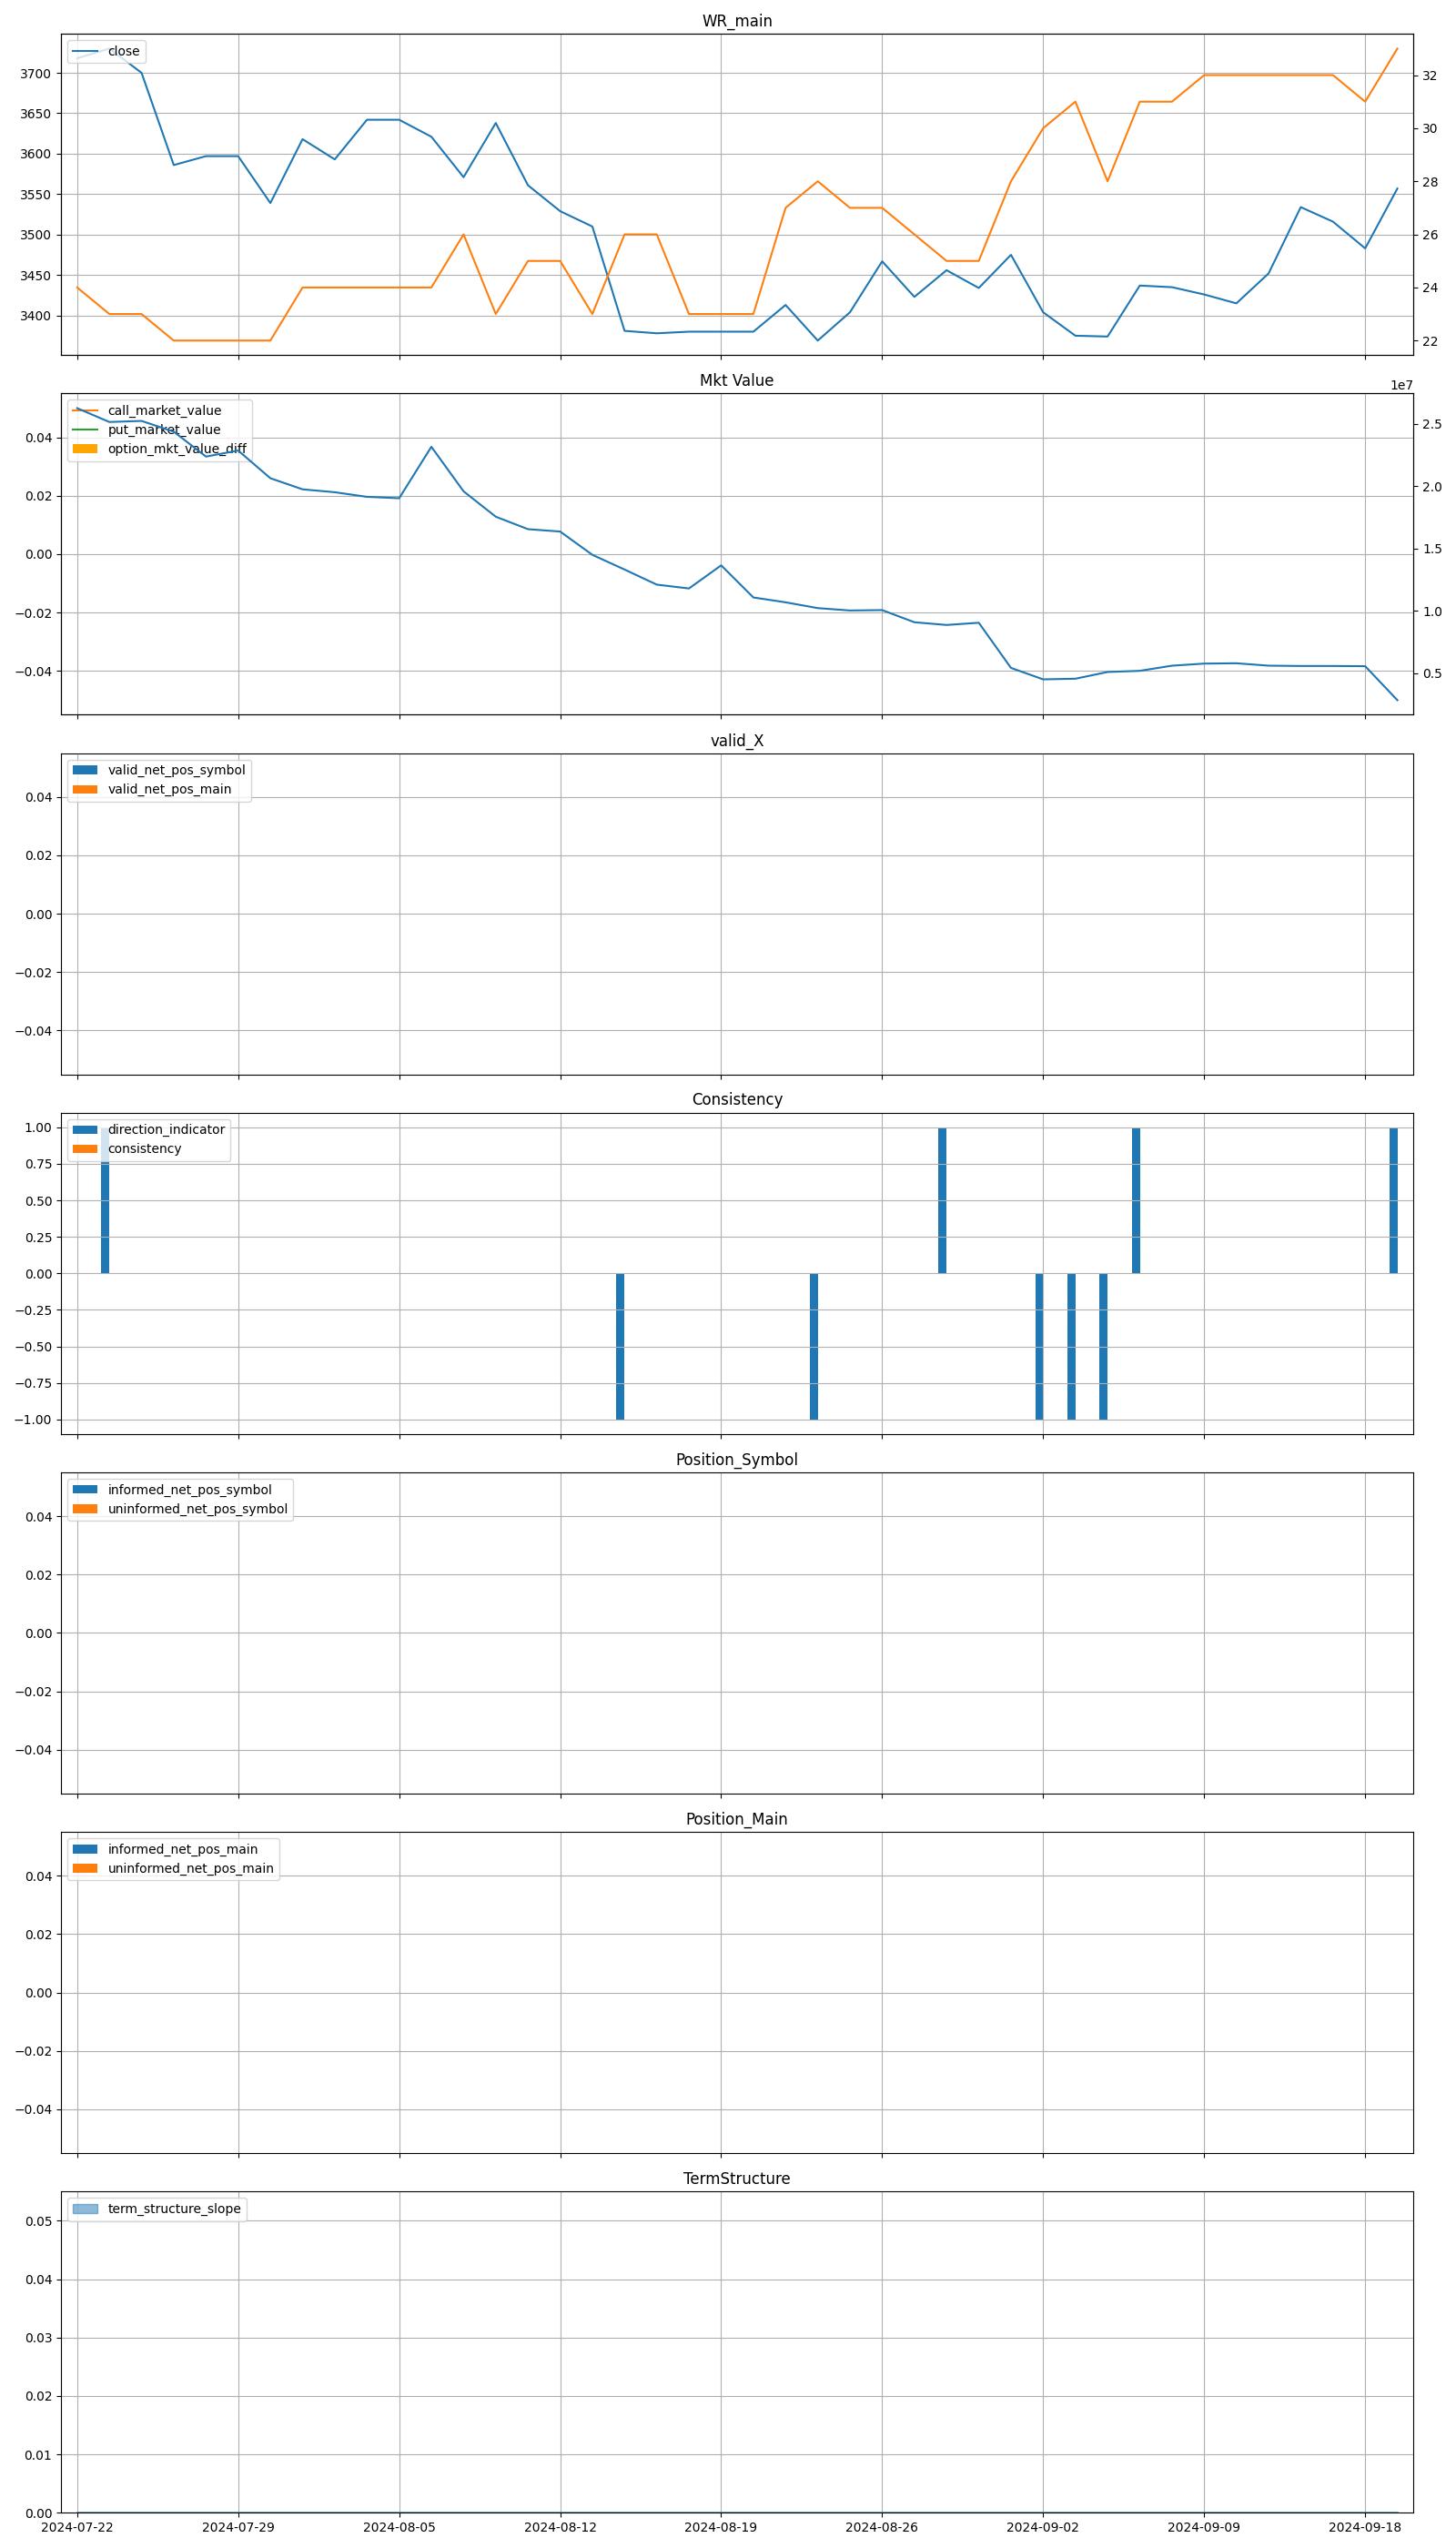 WR_main
close
3700
3650
3600
3550
3500
3450
3400
32
30
28
26
24
22
Mkt Value
1e7
call_market_value
put_market_value
option_mkt_value_diff
0.04
0.02
0.00
−0.02
−0.04
2.5
2.0
1.5
1.0
0.5
valid_X
valid_net_pos_symbol
valid_net_pos_main
0.04
0.02
0.00
−0.02
−0.04
Consistency
direction_indicator
consistency
1.00
0.75
0.50
0.25
0.00
−0.25
−0.50
−0.75
−1.00
Position_Symbol
informed_net_pos_symbol
uninformed_net_pos_symbol
0.04
0.02
0.00
−0.02
−0.04
Position_Main
informed_net_pos_main
uninformed_net_pos_main
0.04
0.02
0.00
−0.02
−0.04
TermStructure
term_structure_slope
0.05
0.04
0.03
0.02
0.01
0.00
2024-07-22 2024-07-29 2024-08-05 2024-08-12 2024-08-19 2024-08-26 2024-09-02 2024-09-09 2024-09-18